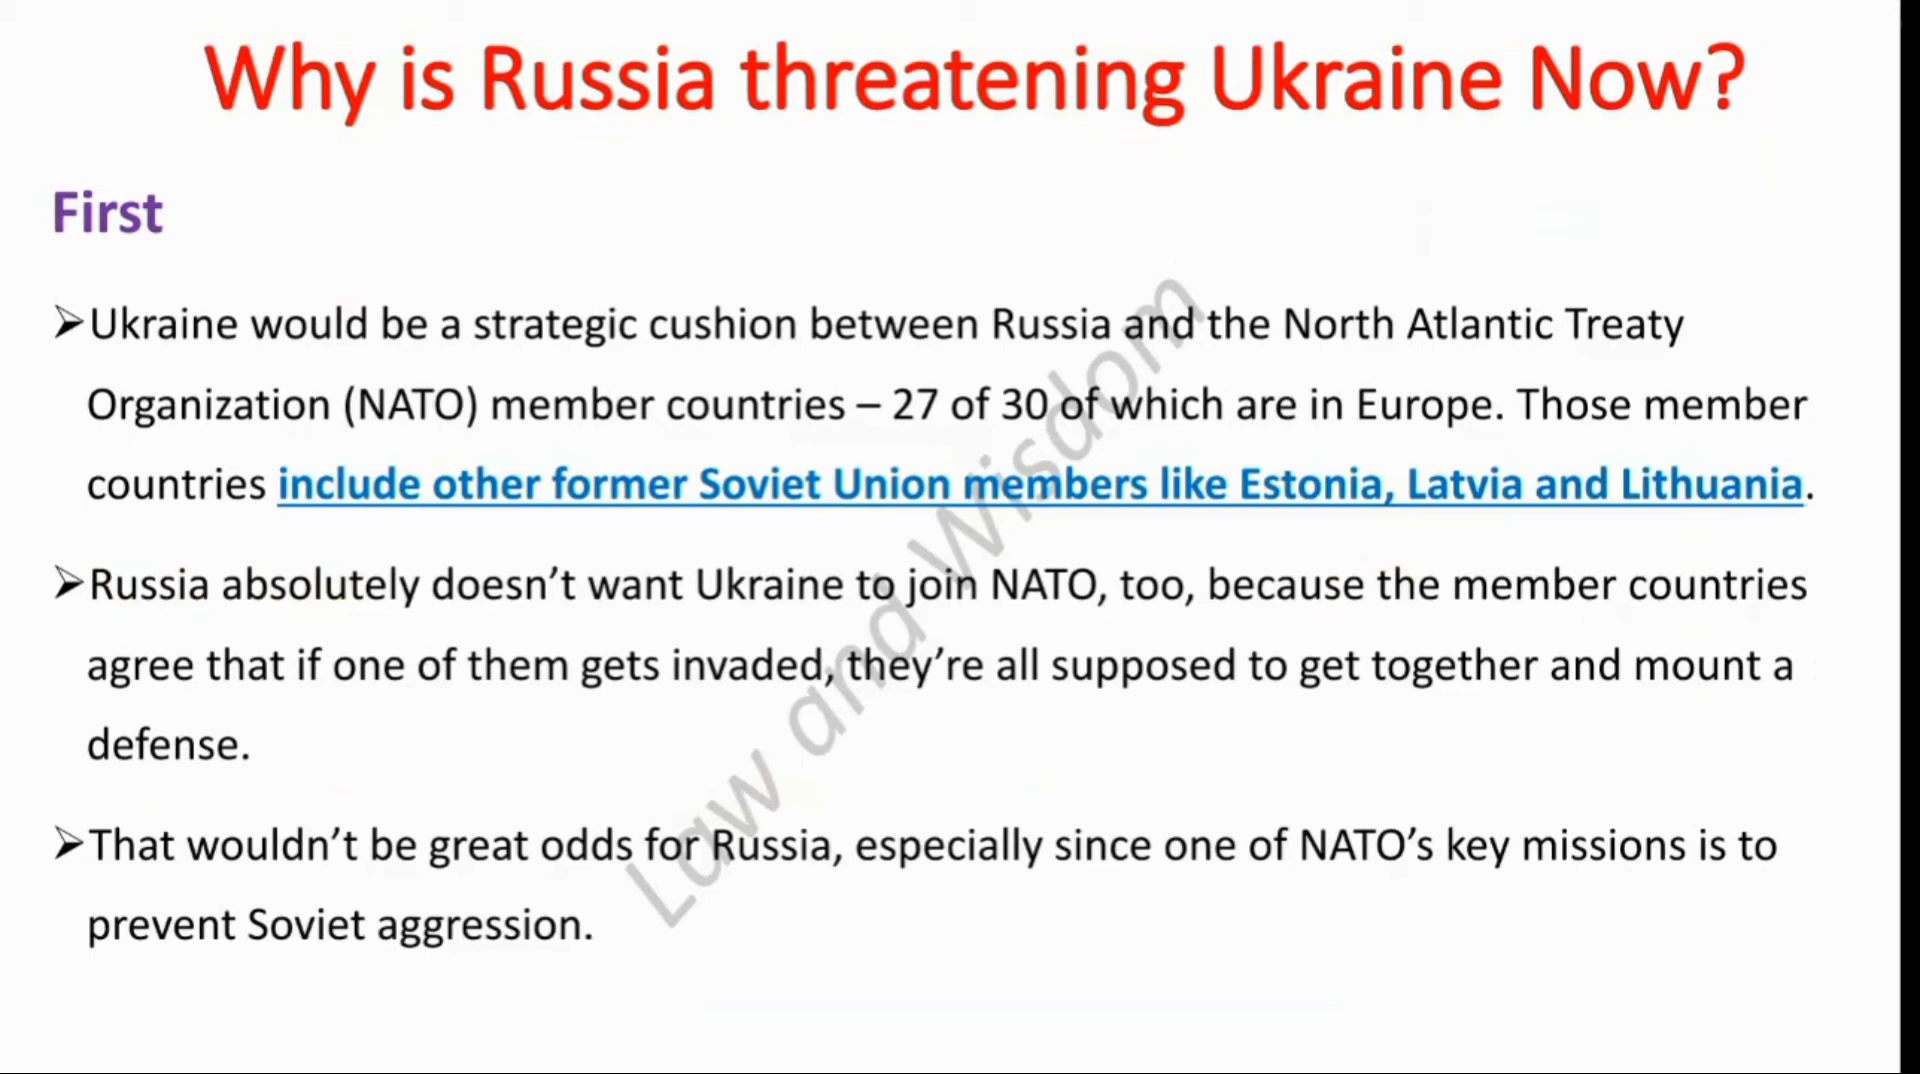 Why is Russia threatening Ukraine Now?
First
➢Ukraine would be a strategic cushion between Russia and the North Atlantic Treaty
Organization (NATO) member countries – 27 of 30 of which are in Europe. Those member
countries include other former Soviet Union members like Estonia, Latvia and Lithuania.
➢Russia absolutely doesn’t want Ukraine to join NATO, too, because the member countries
agree that if one of them gets invaded, they’re all supposed to get together and mount a
defense.
➢That wouldn’t be great odds for Russia, especially since one of NATO’s key missions is to
prevent Soviet aggression.
Law and Wisdom